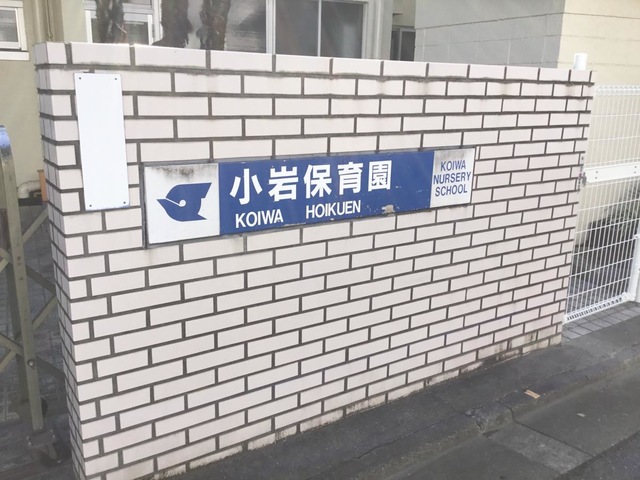 小岩保育園
KOIWA HOIKUEN
KOIWA
NURSERY
SCHOOL